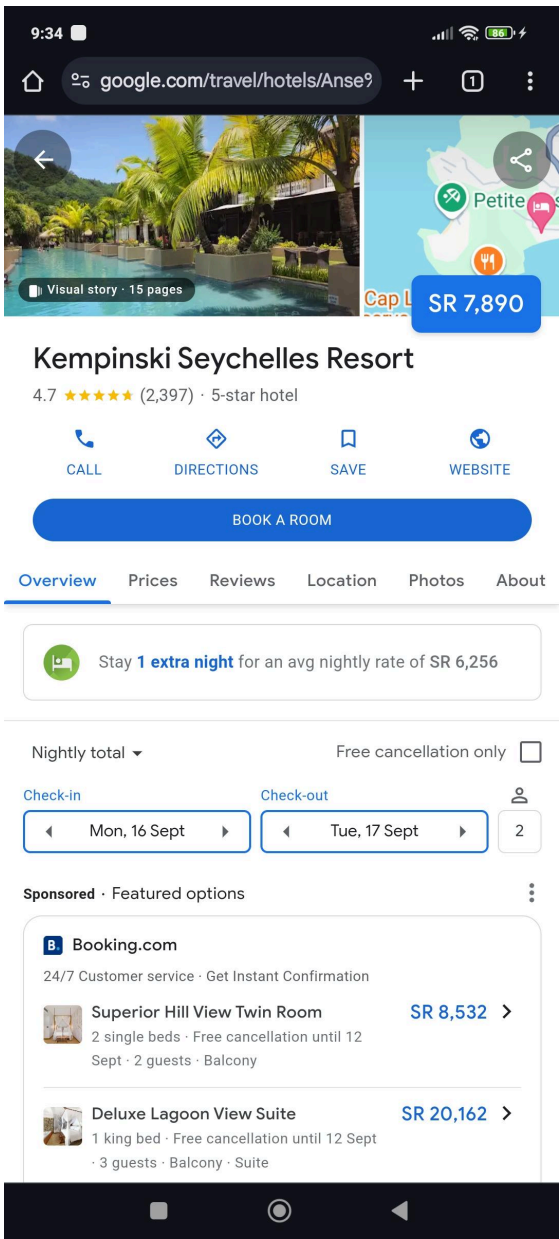 9:34
86
google.com/travel/hotels/Anse%
1
Petite
Visual story · 15 pages
Cap L
SR 7,890
Kempinski Seychelles Resort
4.7 (2,397) · 5-star hotel
CALL DIRECTIONS SAVE WEBSITE
BOOK A ROOM
Overview Prices Reviews Location Photos About
Stay 1 extra night for an avg nightly rate of SR 6,256
Nightly total Free cancellation only
Check-in Check-out
Mon, 16 Sept Tue, 17 Sept 2
Sponsored · Featured options
B. Booking.com
24/7 Customer service · Get Instant Confirmation
Superior Hill View Twin Room SR 8,532
2 single beds · Free cancellation until 12
Sept · 2 guests · Balcony
Deluxe Lagoon View Suite SR 20,162
1 king bed · Free cancellation until 12 Sept
· 3 guests · Balcony · Suite